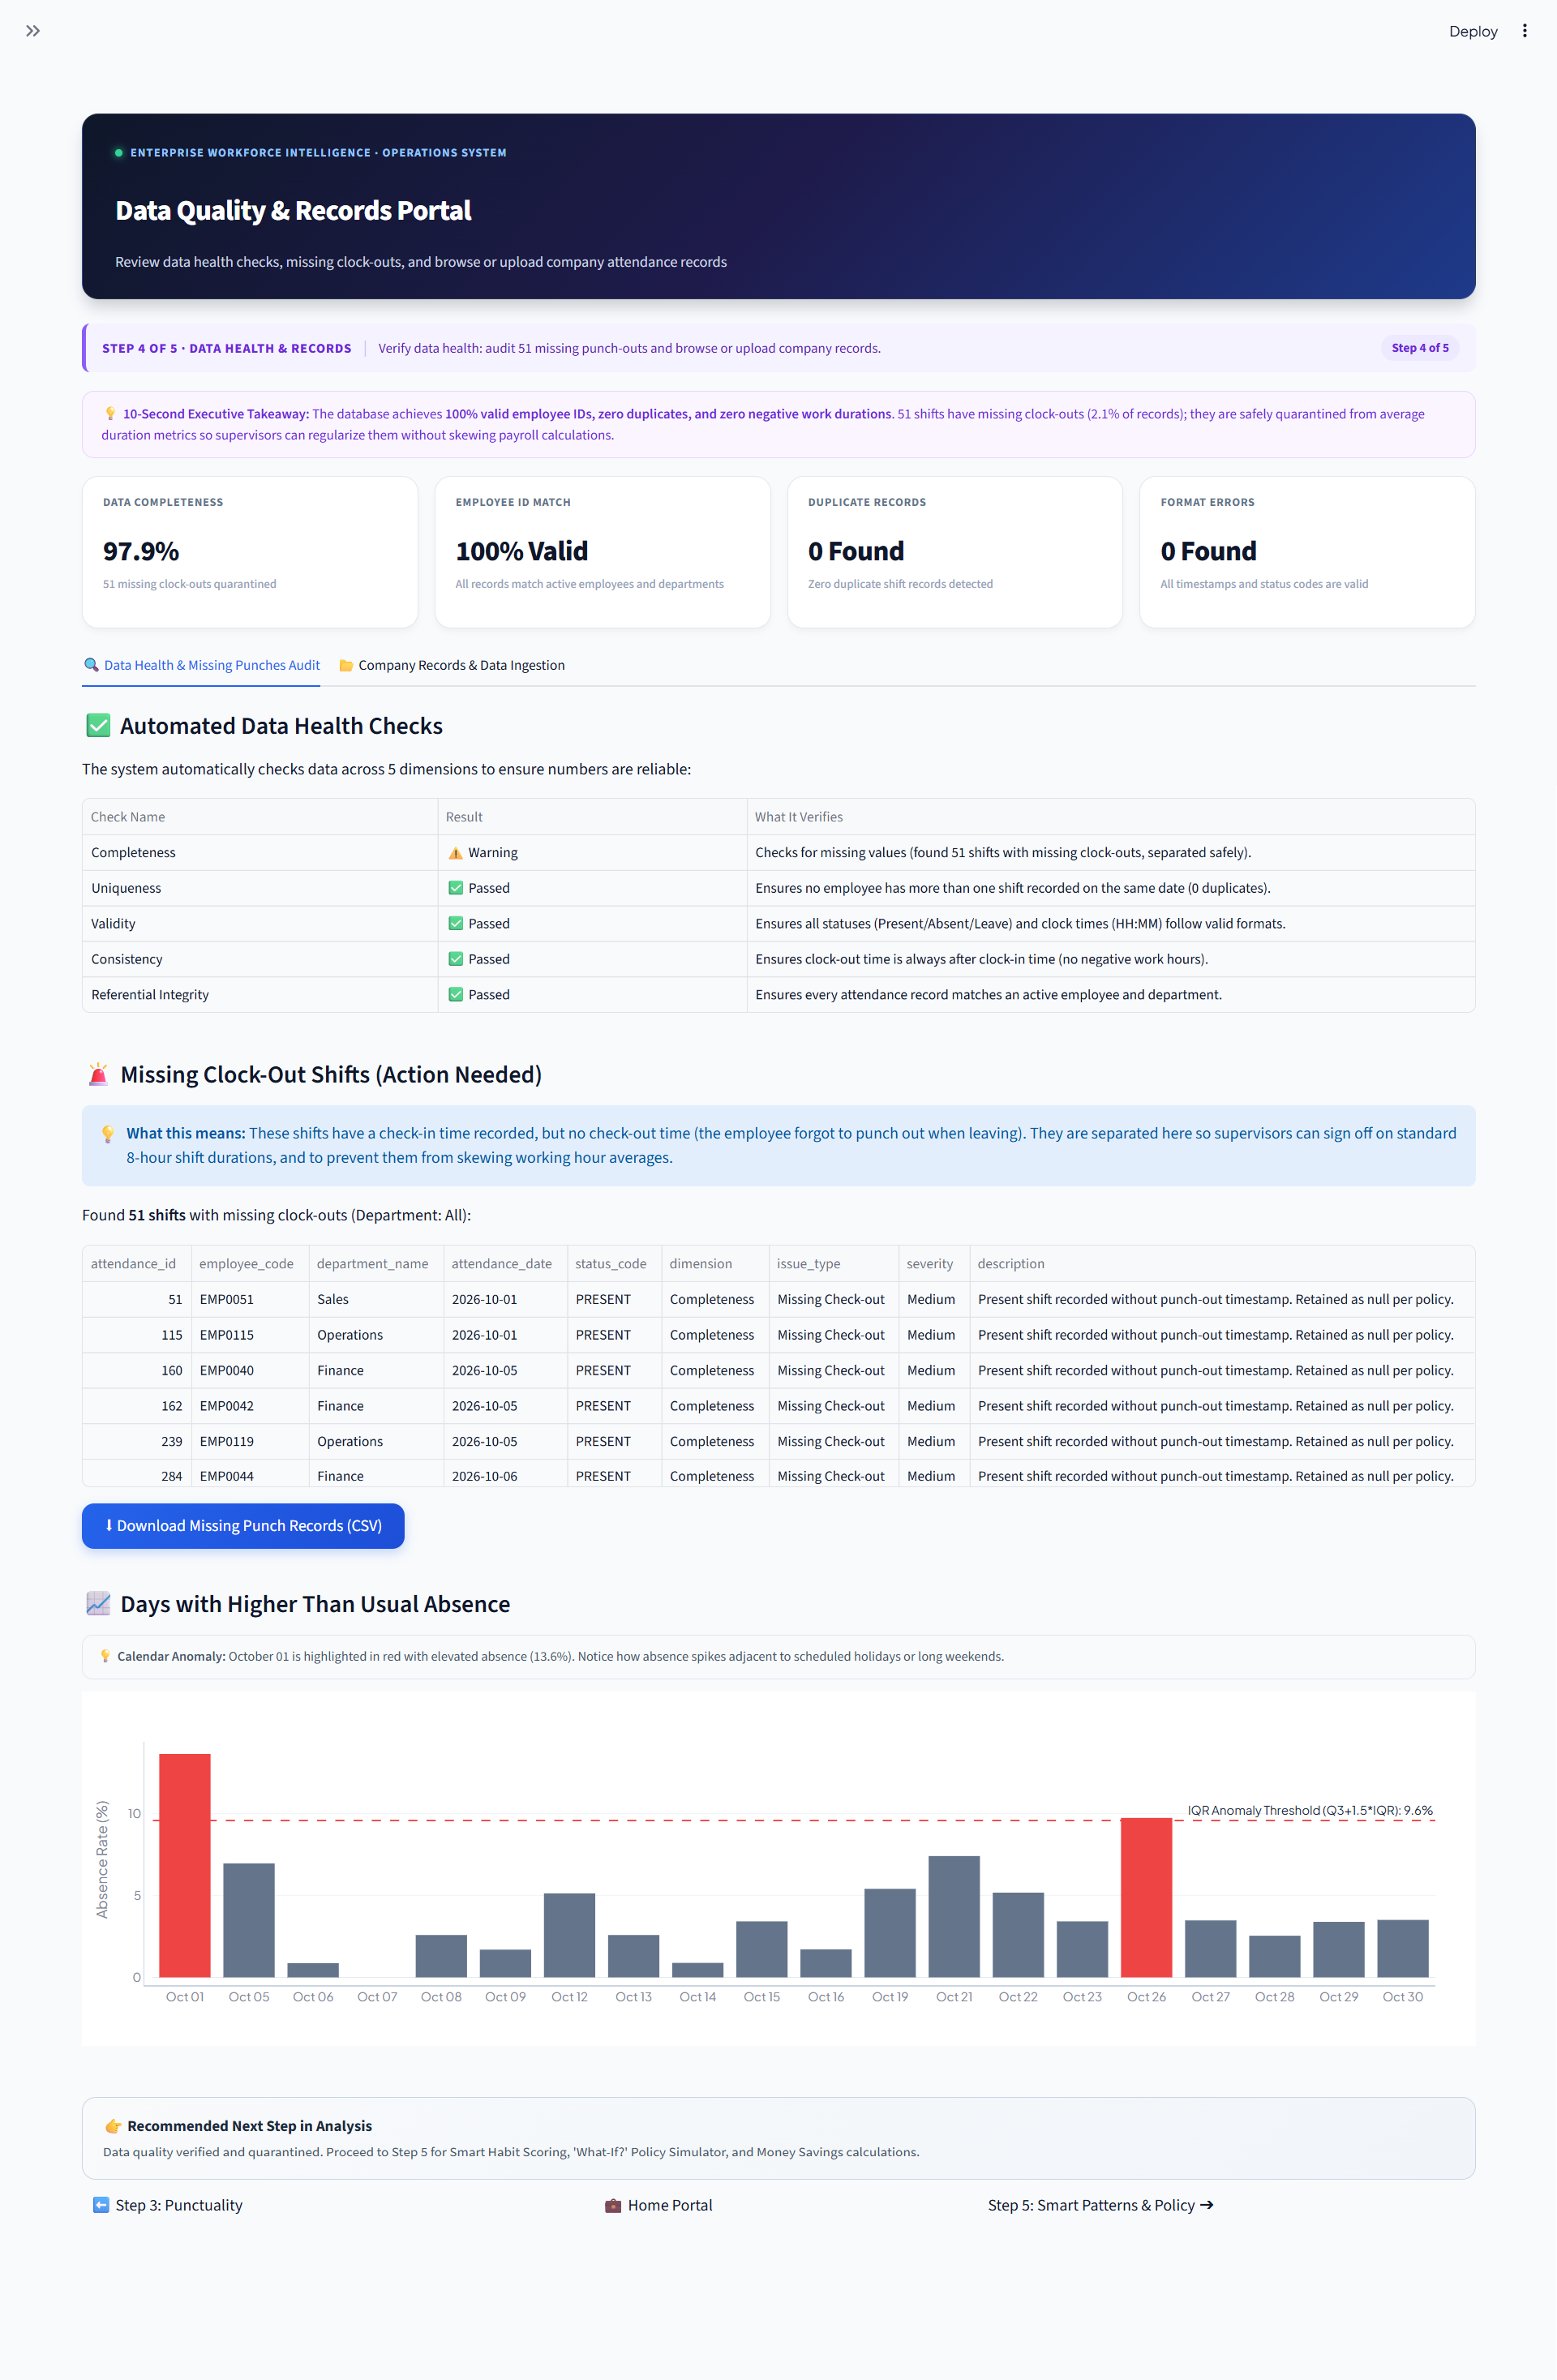 Deploy
ENTERPRISE WORKFORCE INTELLIGENCE · OPERATIONS SYSTEM
Data Quality & Records Portal
Review data health checks, missing clock-outs, and browse or upload company attendance records
STEP 4 OF 5 · DATA HEALTH & RECORDS Verify data health: audit 51 missing punch-outs and browse or upload company records. Step 4 of 5
💡 10-Second Executive Takeaway: The database achieves 100% valid employee IDs, zero duplicates, and zero negative work durations. 51 shifts have missing clock-outs (2.1% of records); they are safely quarantined from average
duration metrics so supervisors can regularize them without skewing payroll calculations.
DATA COMPLETENESS
97.9%
51 missing clock-outs quarantined
EMPLOYEE ID MATCH
100% Valid
All records match active employees and departments
DUPLICATE RECORDS
0 Found
Zero duplicate shift records detected
FORMAT ERRORS
0 Found
All timestamps and status codes are valid
🔍 Data Health & Missing Punches Audit 📁 Company Records & Data Ingestion
✅ Automated Data Health Checks
The system automatically checks data across 5 dimensions to ensure numbers are reliable:
Check Name Result What It Verifies
Completeness ⚠️ Warning Checks for missing values (found 51 shifts with missing clock-outs, separated safely).
Uniqueness ✅ Passed Ensures no employee has more than one shift recorded on the same date (0 duplicates).
Validity ✅ Passed Ensures all statuses (Present/Absent/Leave) and clock times (HH:MM) follow valid formats.
Consistency ✅ Passed Ensures clock-out time is always after clock-in time (no negative work hours).
Referential Integrity ✅ Passed Ensures every attendance record matches an active employee and department.
🚨 Missing Clock-Out Shifts (Action Needed)
💡 What this means: These shifts have a check-in time recorded, but no check-out time (the employee forgot to punch out when leaving). They are separated here so supervisors can sign off on standard
8-hour shift durations, and to prevent them from skewing working hour averages.
Found 51 shifts with missing clock-outs (Department: All):
attendance_id employee_code department_name attendance_date status_code dimension issue_type severity description
51 EMP0051 Sales 2026-10-01 PRESENT Completeness Missing Check-out Medium Present shift recorded without punch-out timestamp. Retained as null per policy.
115 EMP0115 Operations 2026-10-01 PRESENT Completeness Missing Check-out Medium Present shift recorded without punch-out timestamp. Retained as null per policy.
160 EMP0040 Finance 2026-10-05 PRESENT Completeness Missing Check-out Medium Present shift recorded without punch-out timestamp. Retained as null per policy.
162 EMP0042 Finance 2026-10-05 PRESENT Completeness Missing Check-out Medium Present shift recorded without punch-out timestamp. Retained as null per policy.
239 EMP0119 Operations 2026-10-05 PRESENT Completeness Missing Check-out Medium Present shift recorded without punch-out timestamp. Retained as null per policy.
284 EMP0044 Finance 2026-10-06 PRESENT Completeness Missing Check-out Medium Present shift recorded without punch-out timestamp. Retained as null per policy.
⬇ Download Missing Punch Records (CSV)
📈 Days with Higher Than Usual Absence
💡 Calendar Anomaly: October 01 is highlighted in red with elevated absence (13.6%). Notice how absence spikes adjacent to scheduled holidays or long weekends.
Absence Rate (%)
10
5
0
IQR Anomaly Threshold (Q3+1.5*IQR): 9.6%
Oct 01 Oct 05 Oct 06 Oct 07 Oct 08 Oct 09 Oct 12 Oct 13 Oct 14 Oct 15 Oct 16 Oct 19 Oct 21 Oct 22 Oct 23 Oct 26 Oct 27 Oct 28 Oct 29 Oct 30
👉 Recommended Next Step in Analysis
Data quality verified and quarantined. Proceed to Step 5 for Smart Habit Scoring, 'What-If?' Policy Simulator, and Money Savings calculations.
⬅️ Step 3: Punctuality 💼 Home Portal Step 5: Smart Patterns & Policy ➔